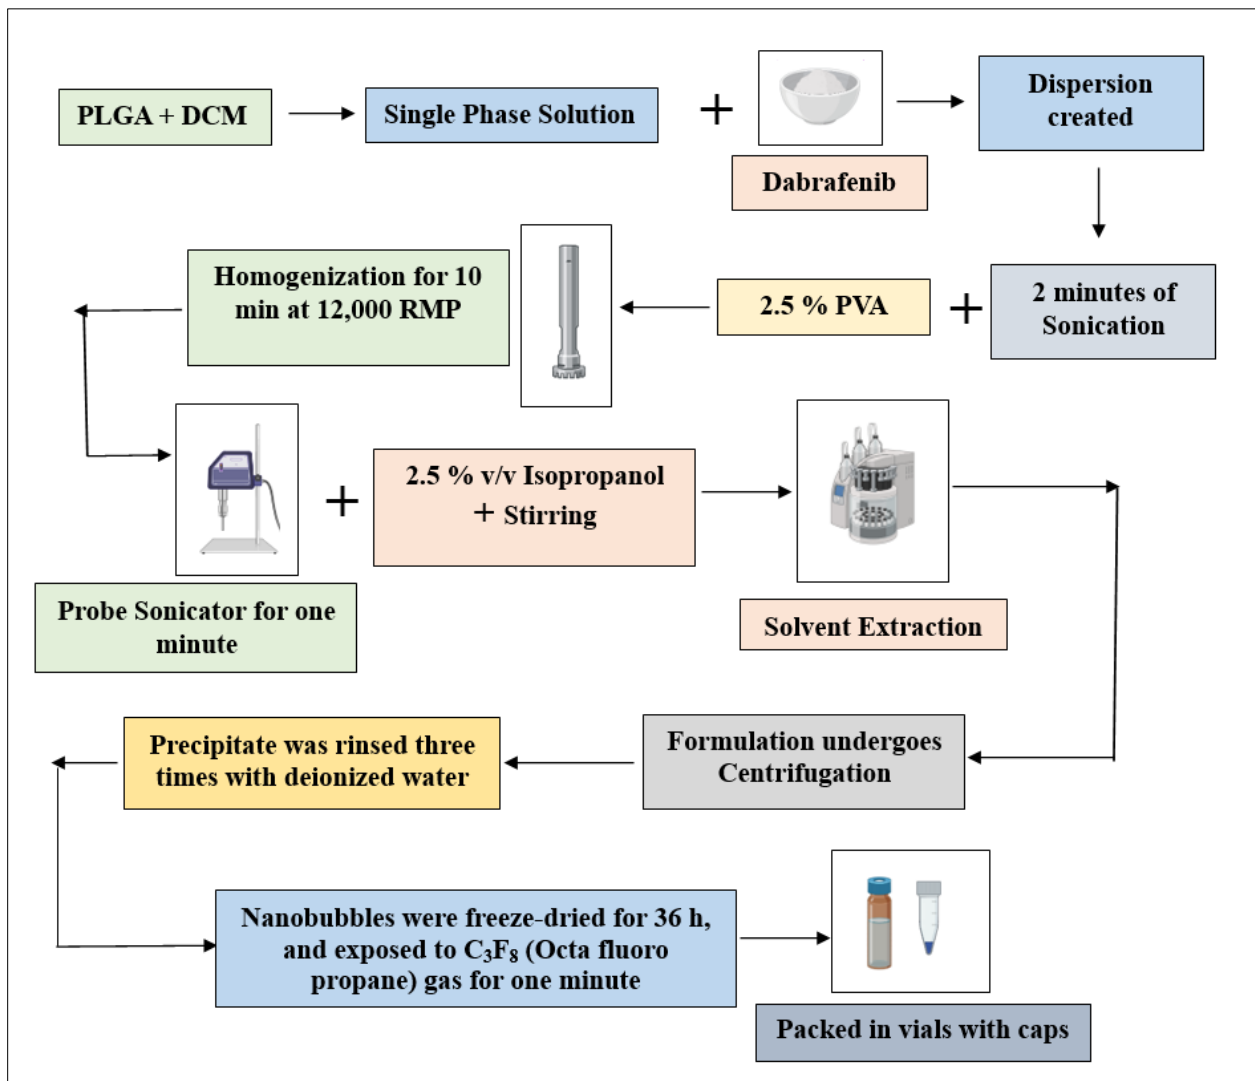 PLGA + DCM
Single Phase Solution
+
Dabrafenib
Dispersion
created
2 minutes of
Sonication
+
2.5 % PVA
Homogenization for 10
min at 12,000 RMP
Probe Sonicator for one
minute
+
2.5 % v/v Isopropanol
+ Stirring
Solvent Extraction
Formulation undergoes
Centrifugation
Precipitate was rinsed three
times with deionized water
Nanobubbles were freeze-dried for 36 h,
and exposed to C₃F₈ (Octa fluoro
propane) gas for one minute
Packed in vials with caps